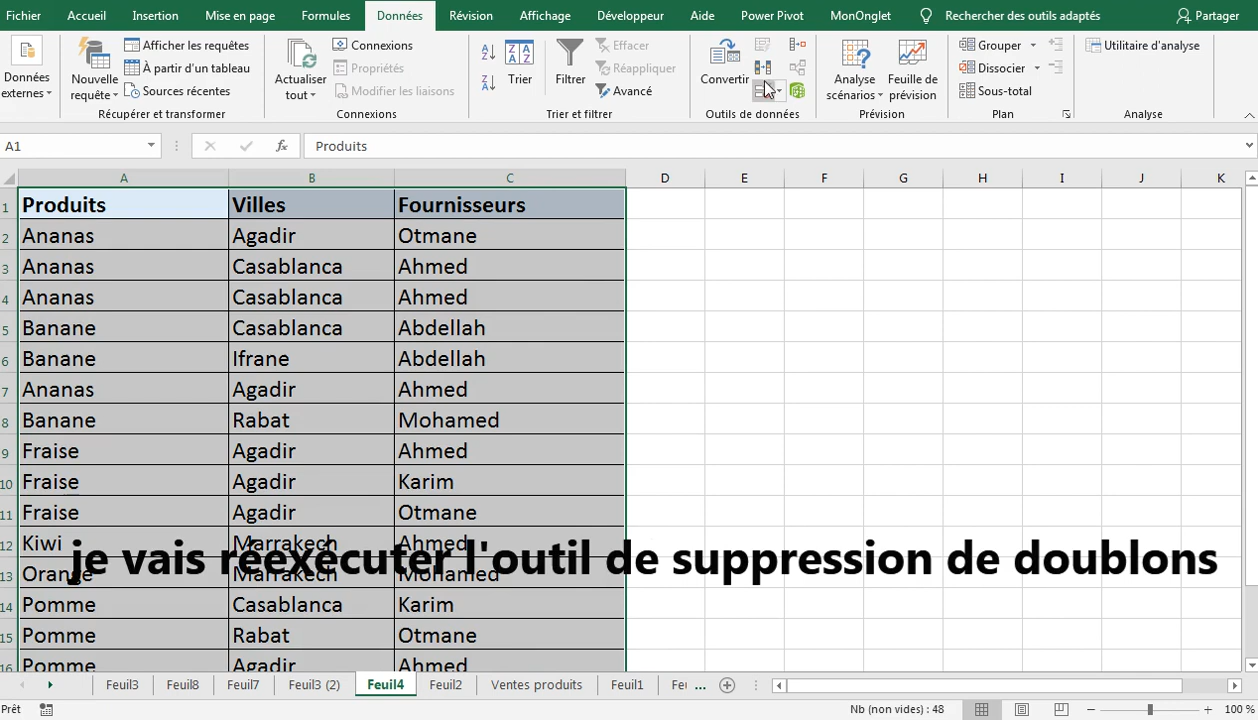 Fichier Accueil Insertion Mise en page Formules Données Révision Affichage Développeur Aide Power Pivot MonOnglet Rechercher des outils adaptés Partager
Données externes
Nouvelle requête
Afficher les requêtes
À partir d'un tableau
Sources récentes
Récupérer et transformer
Actualiser tout
Connexions
Propriétés
Modifier les liaisons
Connexions
Trier
Filtrer
Effacer
Réappliquer
Avancé
Trier et filtrer
Convertir
Outils de données
Analyse scénarios
Feuille de prévision
Prévision
Grouper
Dissocier
Sous-total
Plan
Utilitaire d'analyse
Analyse
A1 fx Produits
A B C D E F G H I J K
1 Produits Villes Fournisseurs
2 Ananas Agadir Otmane
3 Ananas Casablanca Ahmed
4 Ananas Casablanca Ahmed
5 Banane Casablanca Abdellah
6 Banane Ifrane Abdellah
7 Ananas Agadir Ahmed
8 Banane Rabat Mohamed
9 Fraise Agadir Ahmed
10 Fraise Agadir Karim
11 Fraise Agadir Otmane
12 Kiwi Marrakech Ahmed
je vais réexécuter l'outil de suppression de doublons
13 Orange Marrakech Mohamed
14 Pomme Casablanca Karim
15 Pomme Rabat Otmane
16 Pomme Agadir Ahmed
... Feuil3 Feuil8 Feuil7 Feuil3 (2) Feuil4 Feuil2 Ventes produits Feuil1 Feu ...
Prêt Nb (non vides) : 48 100 %